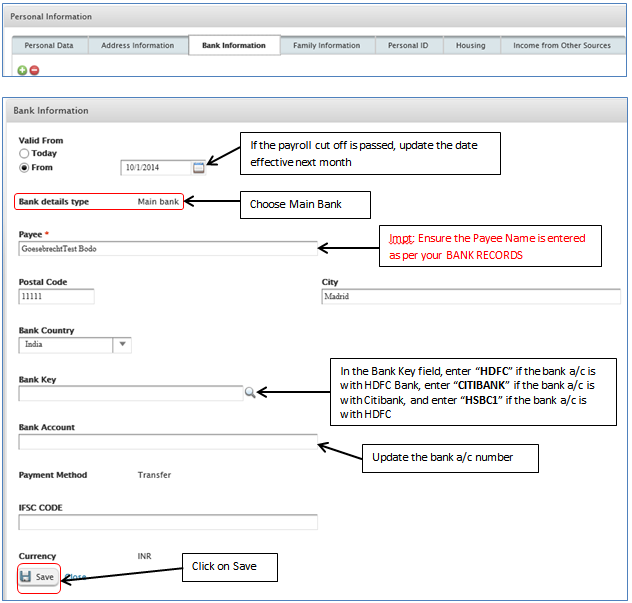 Personal Information
Personal Data Address Information Bank Information Family Information Personal ID Housing Income from Other Sources
Bank Information
Valid From
Today
From 10/1/2014
If the payroll cut off is passed, update the date
effective next month
Bank details type Main bank
Choose Main Bank
Payee *
GoesebrechtTest Bodo
Impt: Ensure the Payee Name is entered
as per your BANK RECORDS
Postal Code City
11111 Madrid
Bank Country
India
In the Bank Key field, enter “HDFC” if the bank a/c is
with HDFC Bank, enter “CITIBANK” if the bank a/c is
with Citibank, and enter “HSBC1” if the bank a/c is
with HDFC
Bank Key
Bank Account
Update the bank a/c number
Payment Method Transfer
IFSC CODE
Currency INR
Click on Save
Save Close